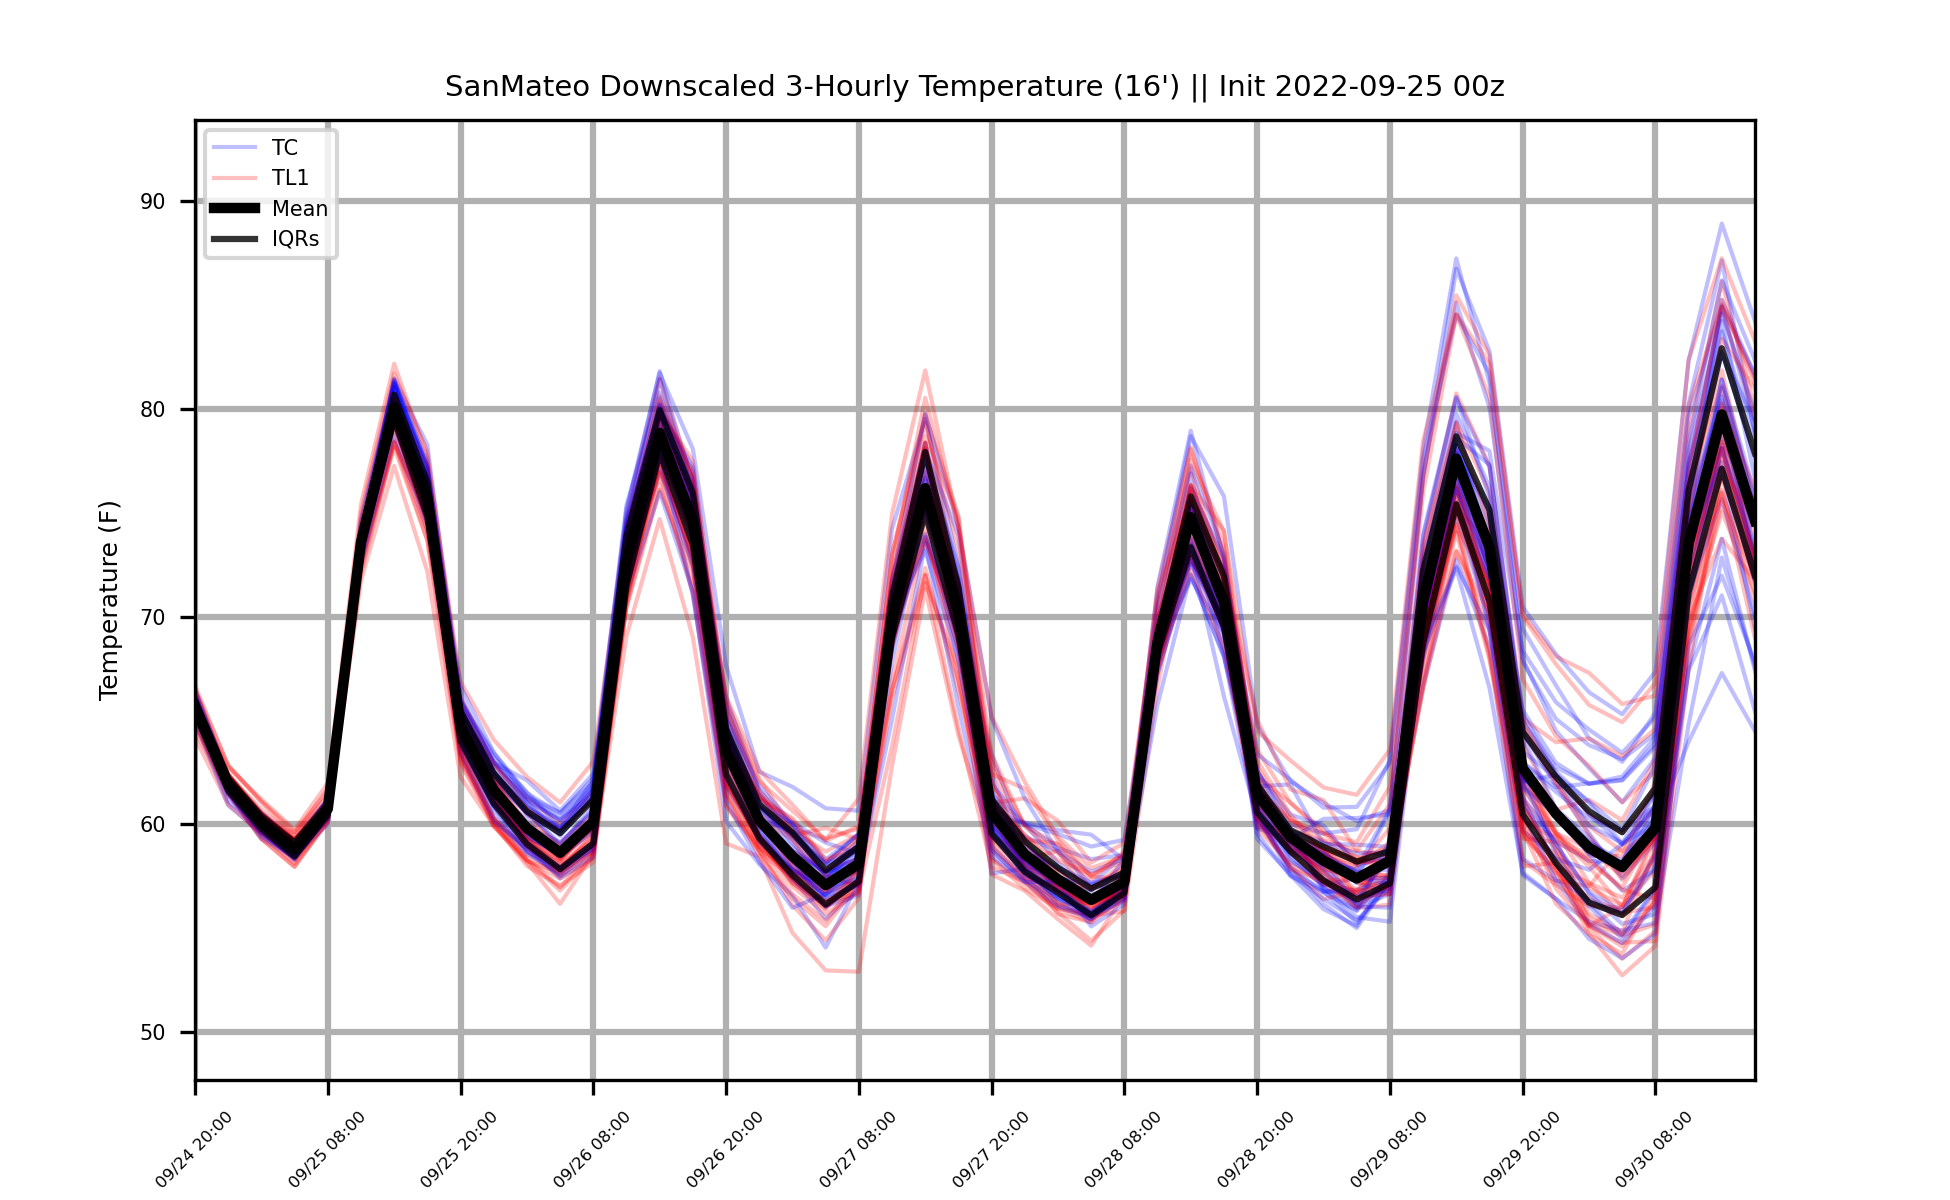 SanMateo Downscaled 3-Hourly Temperature (16') || Init 2022-09-25 00z
TC
TL1
Mean
IQRs
Temperature (F)
90
80
70
60
50
09/24 20:00
09/25 08:00
09/25 20:00
09/26 08:00
09/26 20:00
09/27 08:00
09/27 20:00
09/28 08:00
09/28 20:00
09/29 08:00
09/29 20:00
09/30 08:00